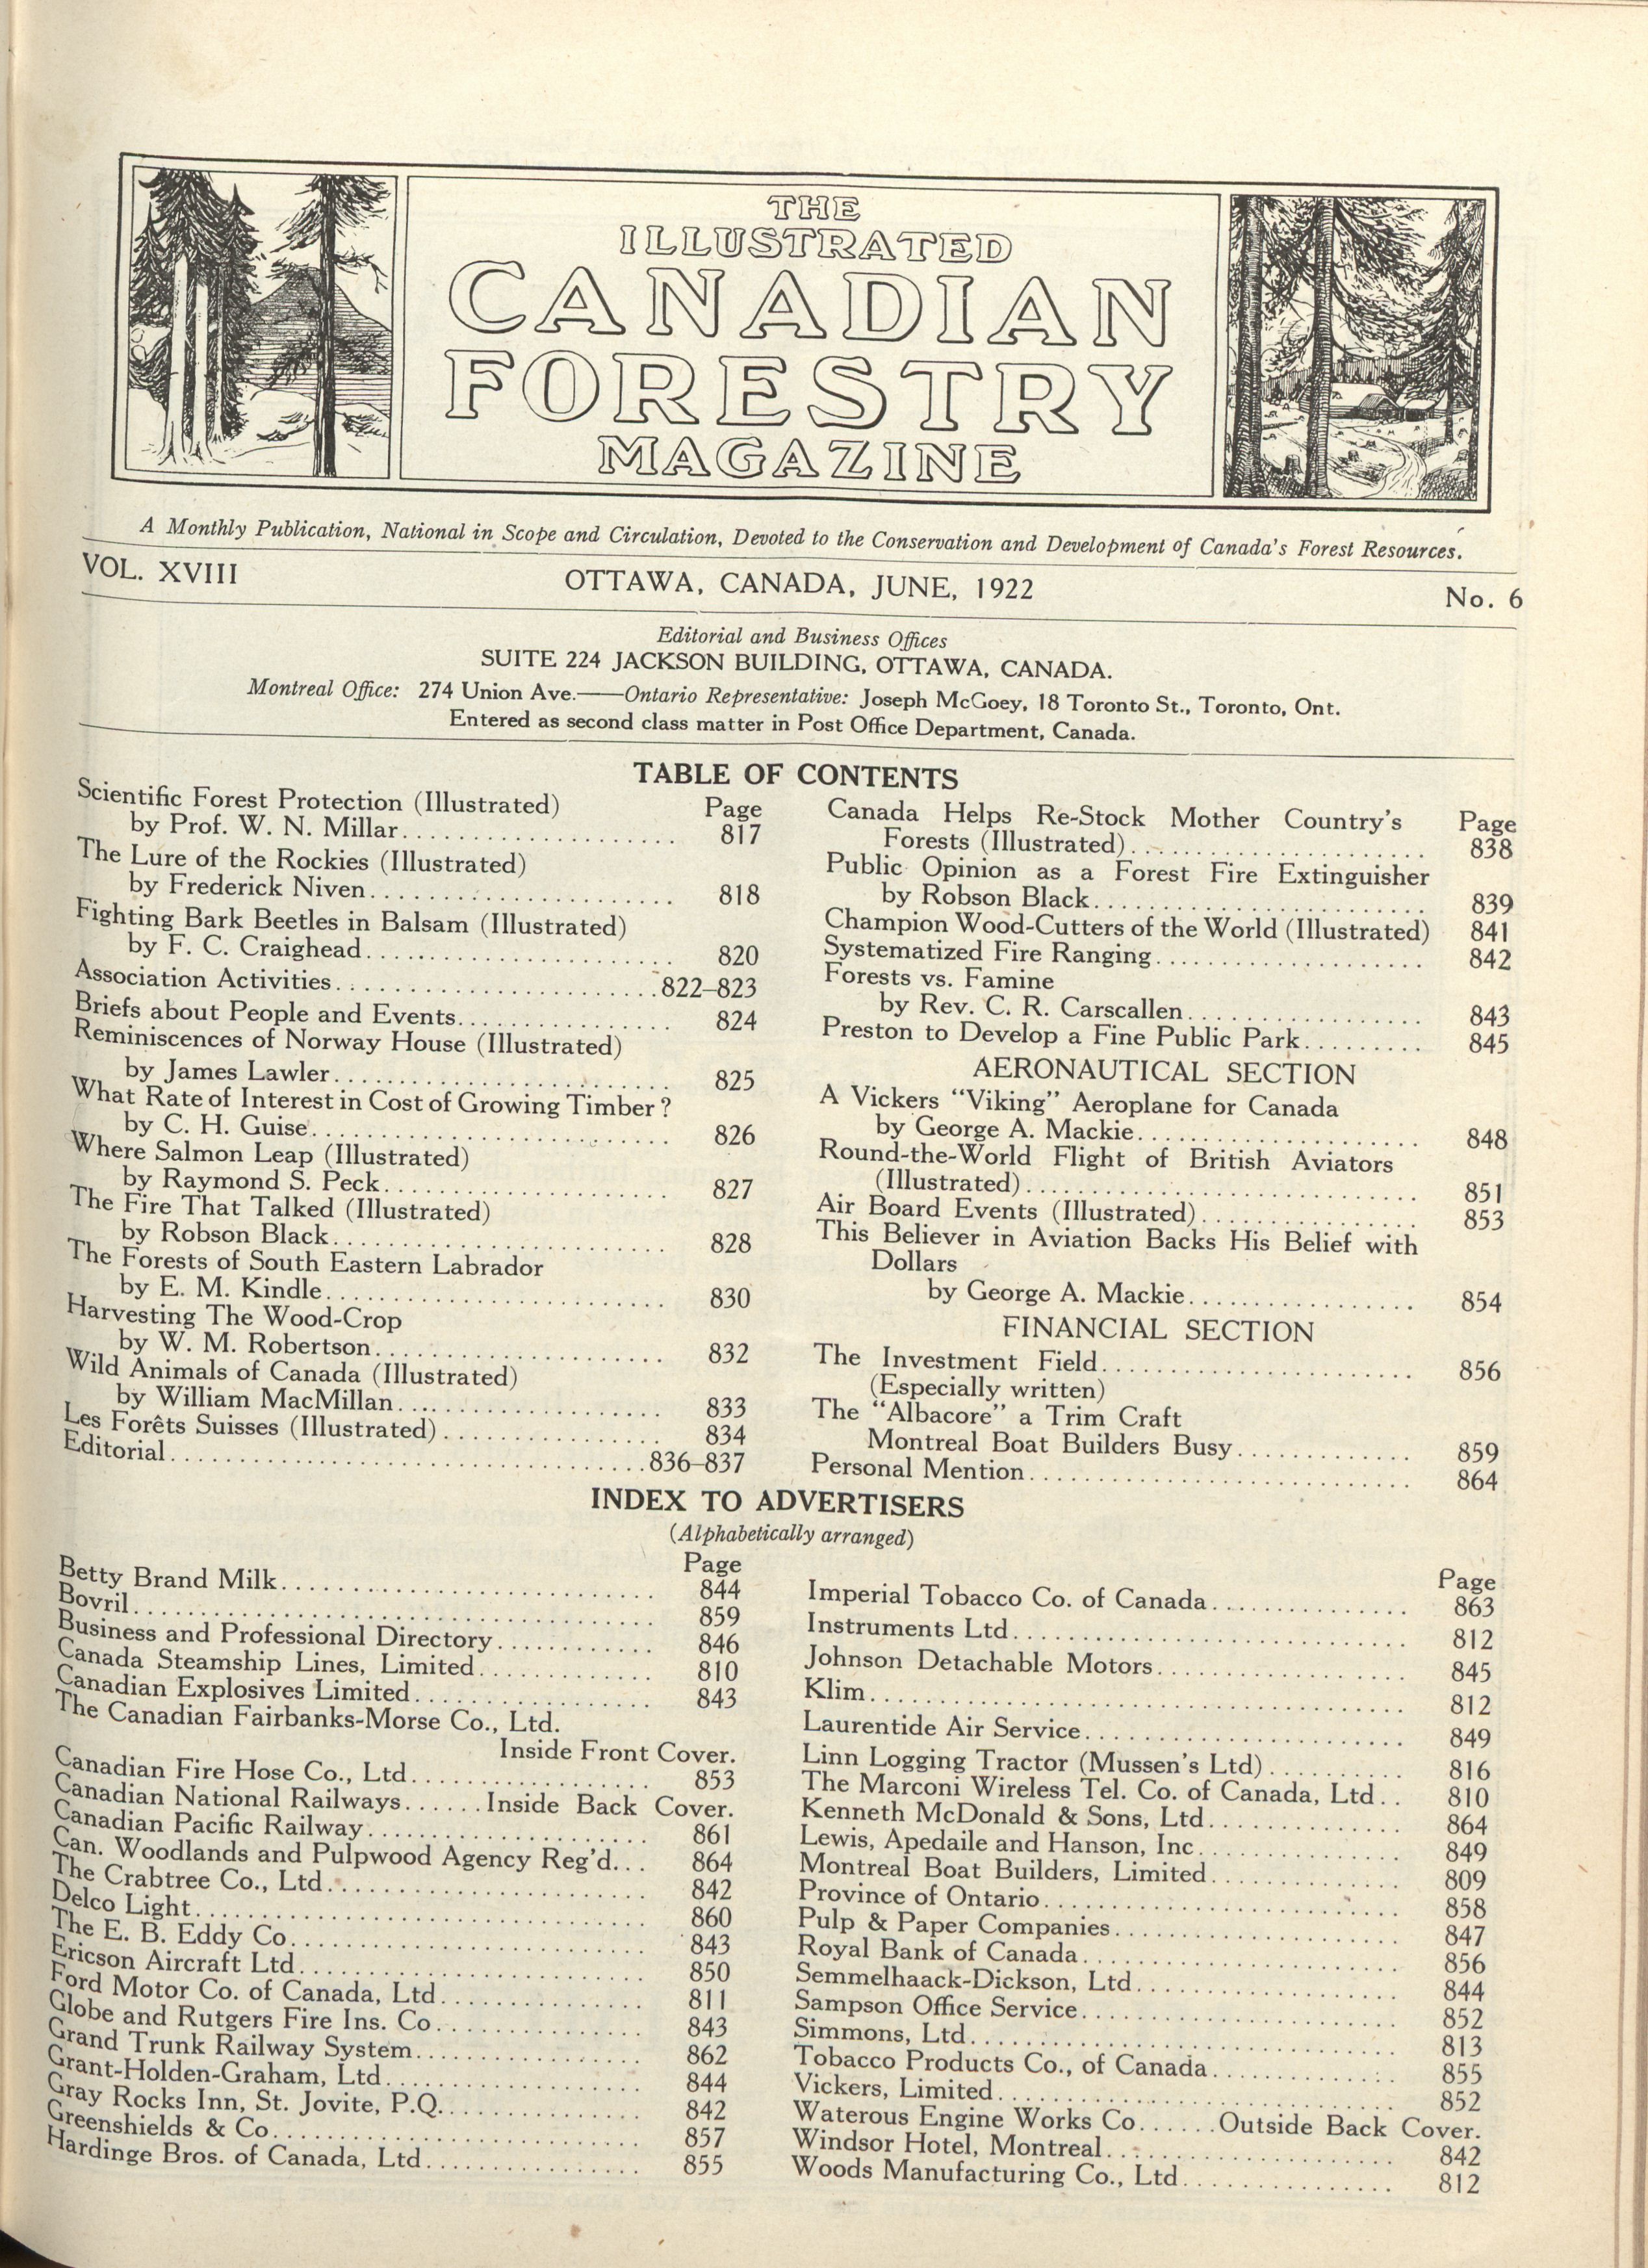 THE
ILLUSTRATED
CANADIAN
FORESTRY
MAGAZINE
A Monthly Publication, National in Scope and Circulation, Devoted to the Conservation and Development of Canada's Forest Resources.
VOL. XVIII OTTAWA, CANADA, JUNE, 1922 No. 6
Editorial and Business Offices
SUITE 224 JACKSON BUILDING, OTTAWA, CANADA.
Montreal Office: 274 Union Ave.——Ontario Representative: Joseph McGoey, 18 Toronto St., Toronto, Ont.
Entered as second class matter in Post Office Department, Canada.
TABLE OF CONTENTS
Page
Scientific Forest Protection (Illustrated)
by Prof. W. N. Millar.................... 817
The Lure of the Rockies (Illustrated)
by Frederick Niven...................... 818
Fighting Bark Beetles in Balsam (Illustrated)
by F. C. Craighead...................... 820
Association Activities.......................822–823
Briefs about People and Events................ 824
Reminiscences of Norway House (Illustrated)
by James Lawler........................ 825
What Rate of Interest in Cost of Growing Timber?
by C. H. Guise.......................... 826
Where Salmon Leap (Illustrated)
by Raymond S. Peck..................... 827
The Fire That Talked (Illustrated)
by Robson Black........................ 828
The Forests of South Eastern Labrador
by E. M. Kindle......................... 830
Harvesting The Wood-Crop
by W. M. Robertson..................... 832
Wild Animals of Canada (Illustrated)
by William MacMillan................... 833
Les Forêts Suisses (Illustrated)................ 834
Editorial..................................836–837
Page
Canada Helps Re-Stock Mother Country's
Forests (Illustrated)...................... 838
Public Opinion as a Forest Fire Extinguisher
by Robson Black......................... 839
Champion Wood-Cutters of the World (Illustrated) 841
Systematized Fire Ranging.................... 842
Forests vs. Famine
by Rev. C. R. Carscallen................. 843
Preston to Develop a Fine Public Park......... 845
AERONAUTICAL SECTION
A Vickers "Viking" Aeroplane for Canada
by George A. Mackie..................... 848
Round-the-World Flight of British Aviators
(Illustrated)............................. 851
Air Board Events (Illustrated)................ 853
This Believer in Aviation Backs His Belief with
Dollars
by George A. Mackie................. 854
FINANCIAL SECTION
The Investment Field....................... 856
(Especially written)
The "Albacore" a Trim Craft
Montreal Boat Builders Busy............. 859
Personal Mention............................ 864
INDEX TO ADVERTISERS
(Alphabetically arranged)
Page
Betty Brand Milk........................... 844
Bovril..................................... 859
Business and Professional Directory............ 846
Canada Steamship Lines, Limited............. 810
Canadian Explosives Limited................. 843
The Canadian Fairbanks-Morse Co., Ltd.
Inside Front Cover.
Canadian Fire Hose Co., Ltd.................. 853
Canadian National Railways......Inside Back Cover.
Canadian Pacific Railway..................... 861
Can. Woodlands and Pulpwood Agency Reg'd... 864
The Crabtree Co., Ltd....................... 842
Delco Light................................ 860
The E. B. Eddy Co.......................... 843
Ericson Aircraft Ltd......................... 850
Ford Motor Co. of Canada, Ltd............... 811
Globe and Rutgers Fire Ins. Co............... 843
Grand Trunk Railway System................. 862
Grant-Holden-Graham, Ltd................... 844
Gray Rocks Inn, St. Jovite, P.Q............... 842
Greenshields & Co........................... 857
Hardinge Bros. of Canada, Ltd................ 855
Page
Imperial Tobacco Co. of Canada............... 863
Instruments Ltd............................. 812
Johnson Detachable Motors................... 845
Klim....................................... 812
Laurentide Air Service........................ 849
Linn Logging Tractor (Mussen's Ltd).......... 816
The Marconi Wireless Tel. Co. of Canada, Ltd.. 810
Kenneth McDonald & Sons, Ltd.............. 864
Lewis, Apedaile and Hanson, Inc............... 849
Montreal Boat Builders, Limited.............. 809
Province of Ontario.......................... 858
Pulp & Paper Companies..................... 847
Royal Bank of Canada....................... 856
Semmelhaack-Dickson, Ltd................... 844
Sampson Office Service....................... 852
Simmons, Ltd............................... 813
Tobacco Products Co., of Canada.............. 855
Vickers, Limited............................. 852
Waterous Engine Works Co......Outside Back Cover.
Windsor Hotel, Montreal..................... 842
Woods Manufacturing Co., Ltd................ 812